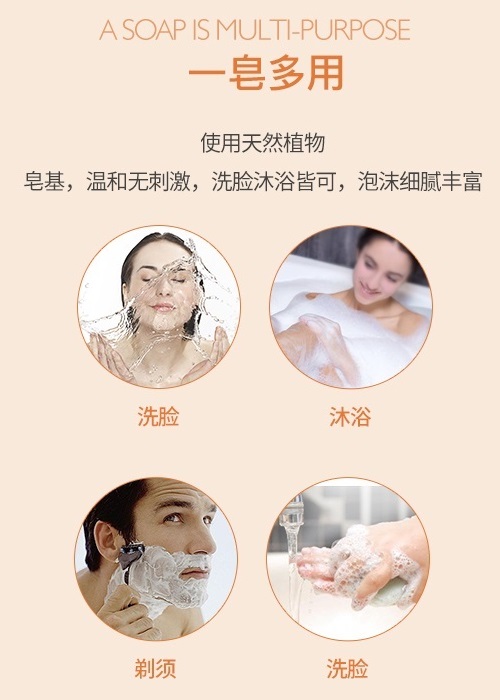 A SOAP IS MULTI-PURPOSE
一皂多用
使用天然植物
皂基，温和无刺激，洗脸沐浴皆可，泡沫细腻丰富
洗脸
沐浴
剃须
洗脸